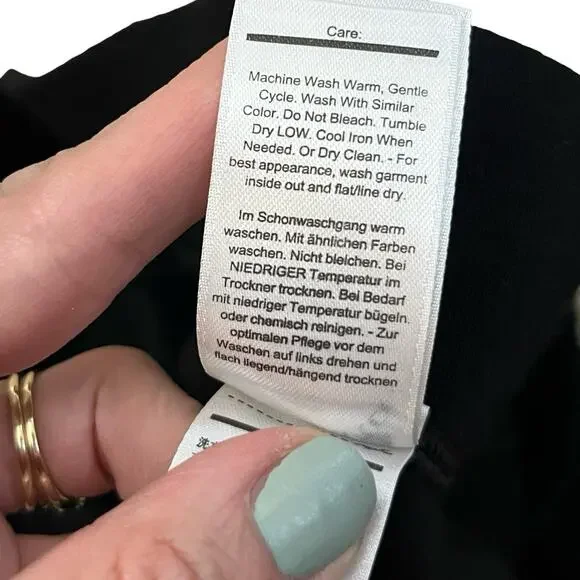 Care:
Machine Wash Warm, Gentle
Cycle. Wash With Similar
Color. Do Not Bleach. Tumble
Dry LOW. Cool Iron When
Needed. Or Dry Clean. - For
best appearance, wash garment
inside out and flat/line dry.
Im Schonwaschgang warm
waschen. Mit ähnlichen Farben
waschen. Nicht bleichen. Bei
NIEDRIGER Temperatur im
Trockner trocknen. Bei Bedarf
mit niedriger Temperatur bügeln.
oder chemisch reinigen. - Zur
optimalen Pflege vor dem
Waschen auf links drehen und
flach liegend/hängend trocknen